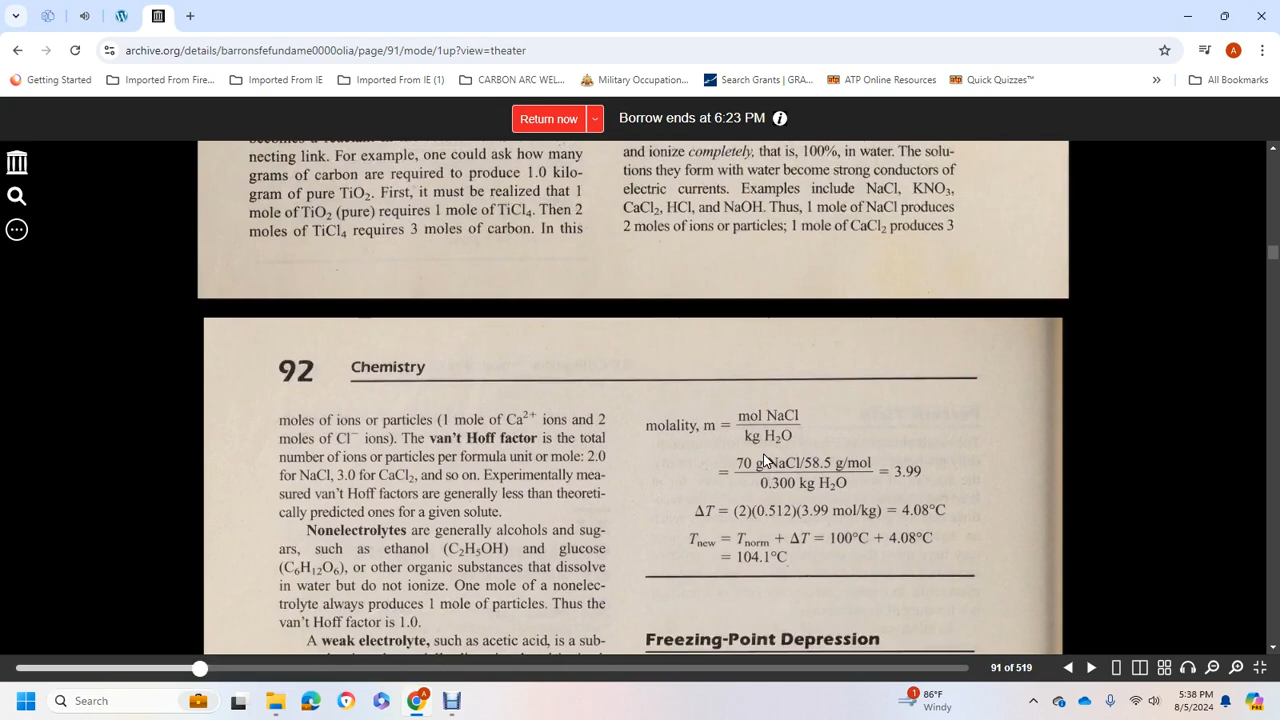 archive.org/details/barronsfefundame0000olia/page/91/mode/1up?view=theater
A
Getting Started
Imported From Fire...
Imported From IE
Imported From IE (1)
CARBON ARC WEL...
Military Occupation...
Search Grants | GRA...
ATP Online Resources
Quick Quizzes™
»
All Bookmarks
Return now
Borrow ends at 6:23 PM
necting link. For example, one could ask how many
grams of carbon are required to produce 1.0 kilo-
gram of pure TiO₂. First, it must be realized that 1
mole of TiO₂ (pure) requires 1 mole of TiCl₄. Then 2
moles of TiCl₄ requires 3 moles of carbon. In this
and ionize completely, that is, 100%, in water. The solu-
tions they form with water become strong conductors of
electric currents. Examples include NaCl, KNO₃,
CaCl₂, HCl, and NaOH. Thus, 1 mole of NaCl produces
2 moles of ions or particles; 1 mole of CaCl₂ produces 3
92 Chemistry
moles of ions or particles (1 mole of Ca²⁺ ions and 2
moles of Cl⁻ ions). The van't Hoff factor is the total
number of ions or particles per formula unit or mole: 2.0
for NaCl, 3.0 for CaCl₂, and so on. Experimentally mea-
sured van't Hoff factors are generally less than theoreti-
cally predicted ones for a given solute.
Nonelectrolytes are generally alcohols and sug-
ars, such as ethanol (C₂H₅OH) and glucose
(C₆H₁₂O₆), or other organic substances that dissolve
in water but do not ionize. One mole of a nonelec-
trolyte always produces 1 mole of particles. Thus the
van't Hoff factor is 1.0.
A weak electrolyte, such as acetic acid, is a sub-
molality, m = mol NaCl
kg H₂O
= 70 g NaCl/58.5 g/mol = 3.99
0.300 kg H₂O
ΔT = (2)(0.512)(3.99 mol/kg) = 4.08°C
Tnew = Tnorm + ΔT = 100°C + 4.08°C
= 104.1°C
Freezing-Point Depression
91 of 519
Search
1
86°F
Windy
5:38 PM
8/5/2024